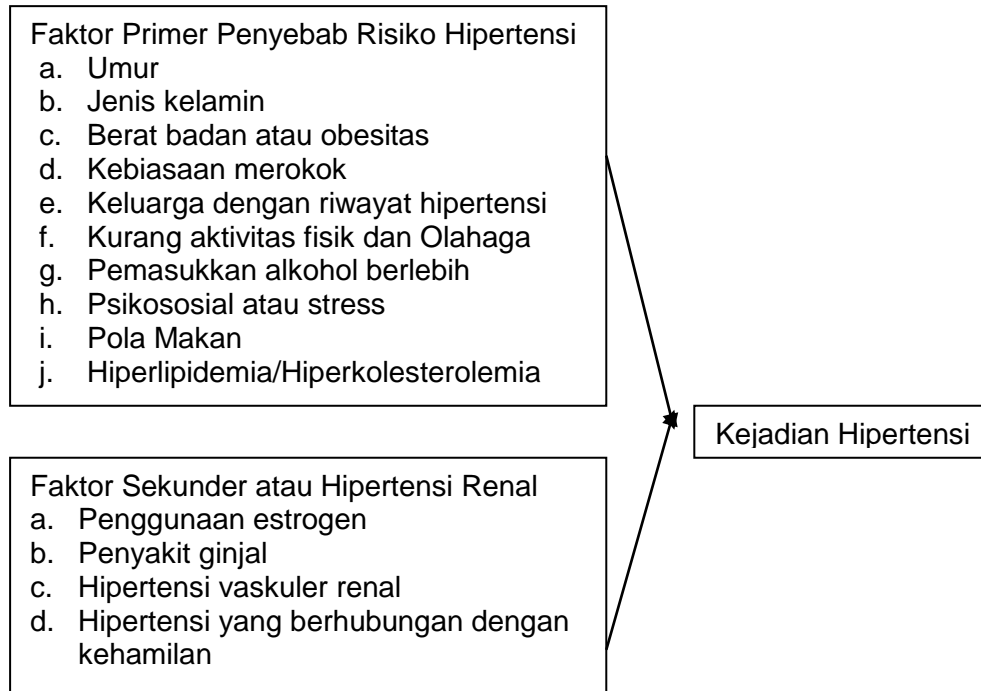 Faktor Primer Penyebab Risiko Hipertensi
a. Umur
b. Jenis kelamin
c. Berat badan atau obesitas
d. Kebiasaan merokok
e. Keluarga dengan riwayat hipertensi
f. Kurang aktivitas fisik dan Olahaga
g. Pemasukkan alkohol berlebih
h. Psikososial atau stress
i. Pola Makan
j. Hiperlipidemia/Hiperkolesterolemia
Kejadian Hipertensi
Faktor Sekunder atau Hipertensi Renal
a. Penggunaan estrogen
b. Penyakit ginjal
c. Hipertensi vaskuler renal
d. Hipertensi yang berhubungan dengan
kehamilan